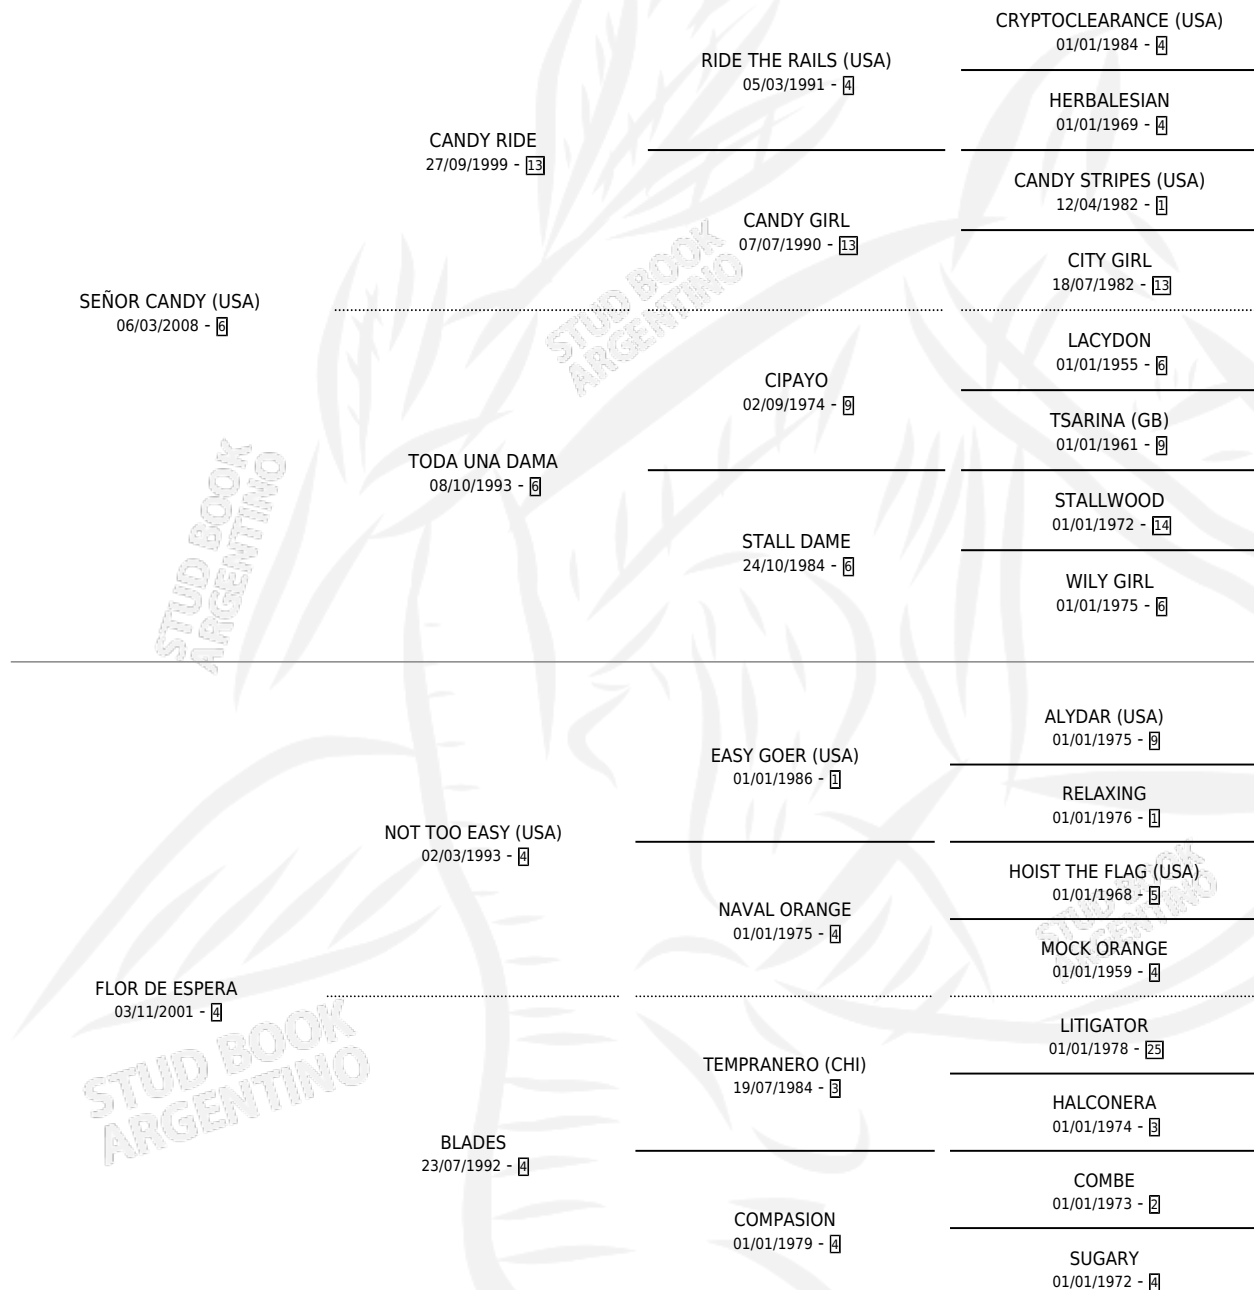 CRYPTOCLEARANCE (USA)
01/01/1984 - 4
RIDE THE RAILS (USA)
05/03/1991 - 4
HERBALESIAN
01/01/1969 - 4
CANDY RIDE
27/09/1999 - 13
CANDY STRIPES (USA)
12/04/1982 - 1
CANDY GIRL
07/07/1990 - 13
CITY GIRL
18/07/1982 - 13
SEÑOR CANDY (USA)
06/03/2008 - 6
LACYDON
01/01/1955 - 6
CIPAYO
02/09/1974 - 9
TSARINA (GB)
01/01/1961 - 9
TODA UNA DAMA
08/10/1993 - 6
STALLWOOD
01/01/1972 - 14
STALL DAME
24/10/1984 - 6
WILY GIRL
01/01/1975 - 6
STUD BOOK
ARGENTINO
STUD BOOK
ARGENTINO
ALYDAR (USA)
01/01/1975 - 9
EASY GOER (USA)
01/01/1986 - 1
RELAXING
01/01/1976 - 1
NOT TOO EASY (USA)
02/03/1993 - 4
HOIST THE FLAG (USA)
01/01/1968 - 5
NAVAL ORANGE
01/01/1975 - 4
MOCK ORANGE
01/01/1959 - 4
STUD BOOK
ARGENTINO
FLOR DE ESPERA
03/11/2001 - 4
LITIGATOR
01/01/1978 - 25
TEMPRANERO (CHI)
19/07/1984 - 3
HALCONERA
01/01/1974 - 3
BLADES
23/07/1992 - 4
COMBE
01/01/1973 - 2
COMPASION
01/01/1979 - 4
SUGARY
01/01/1972 - 4
STUD BOOK
ARGENTINO